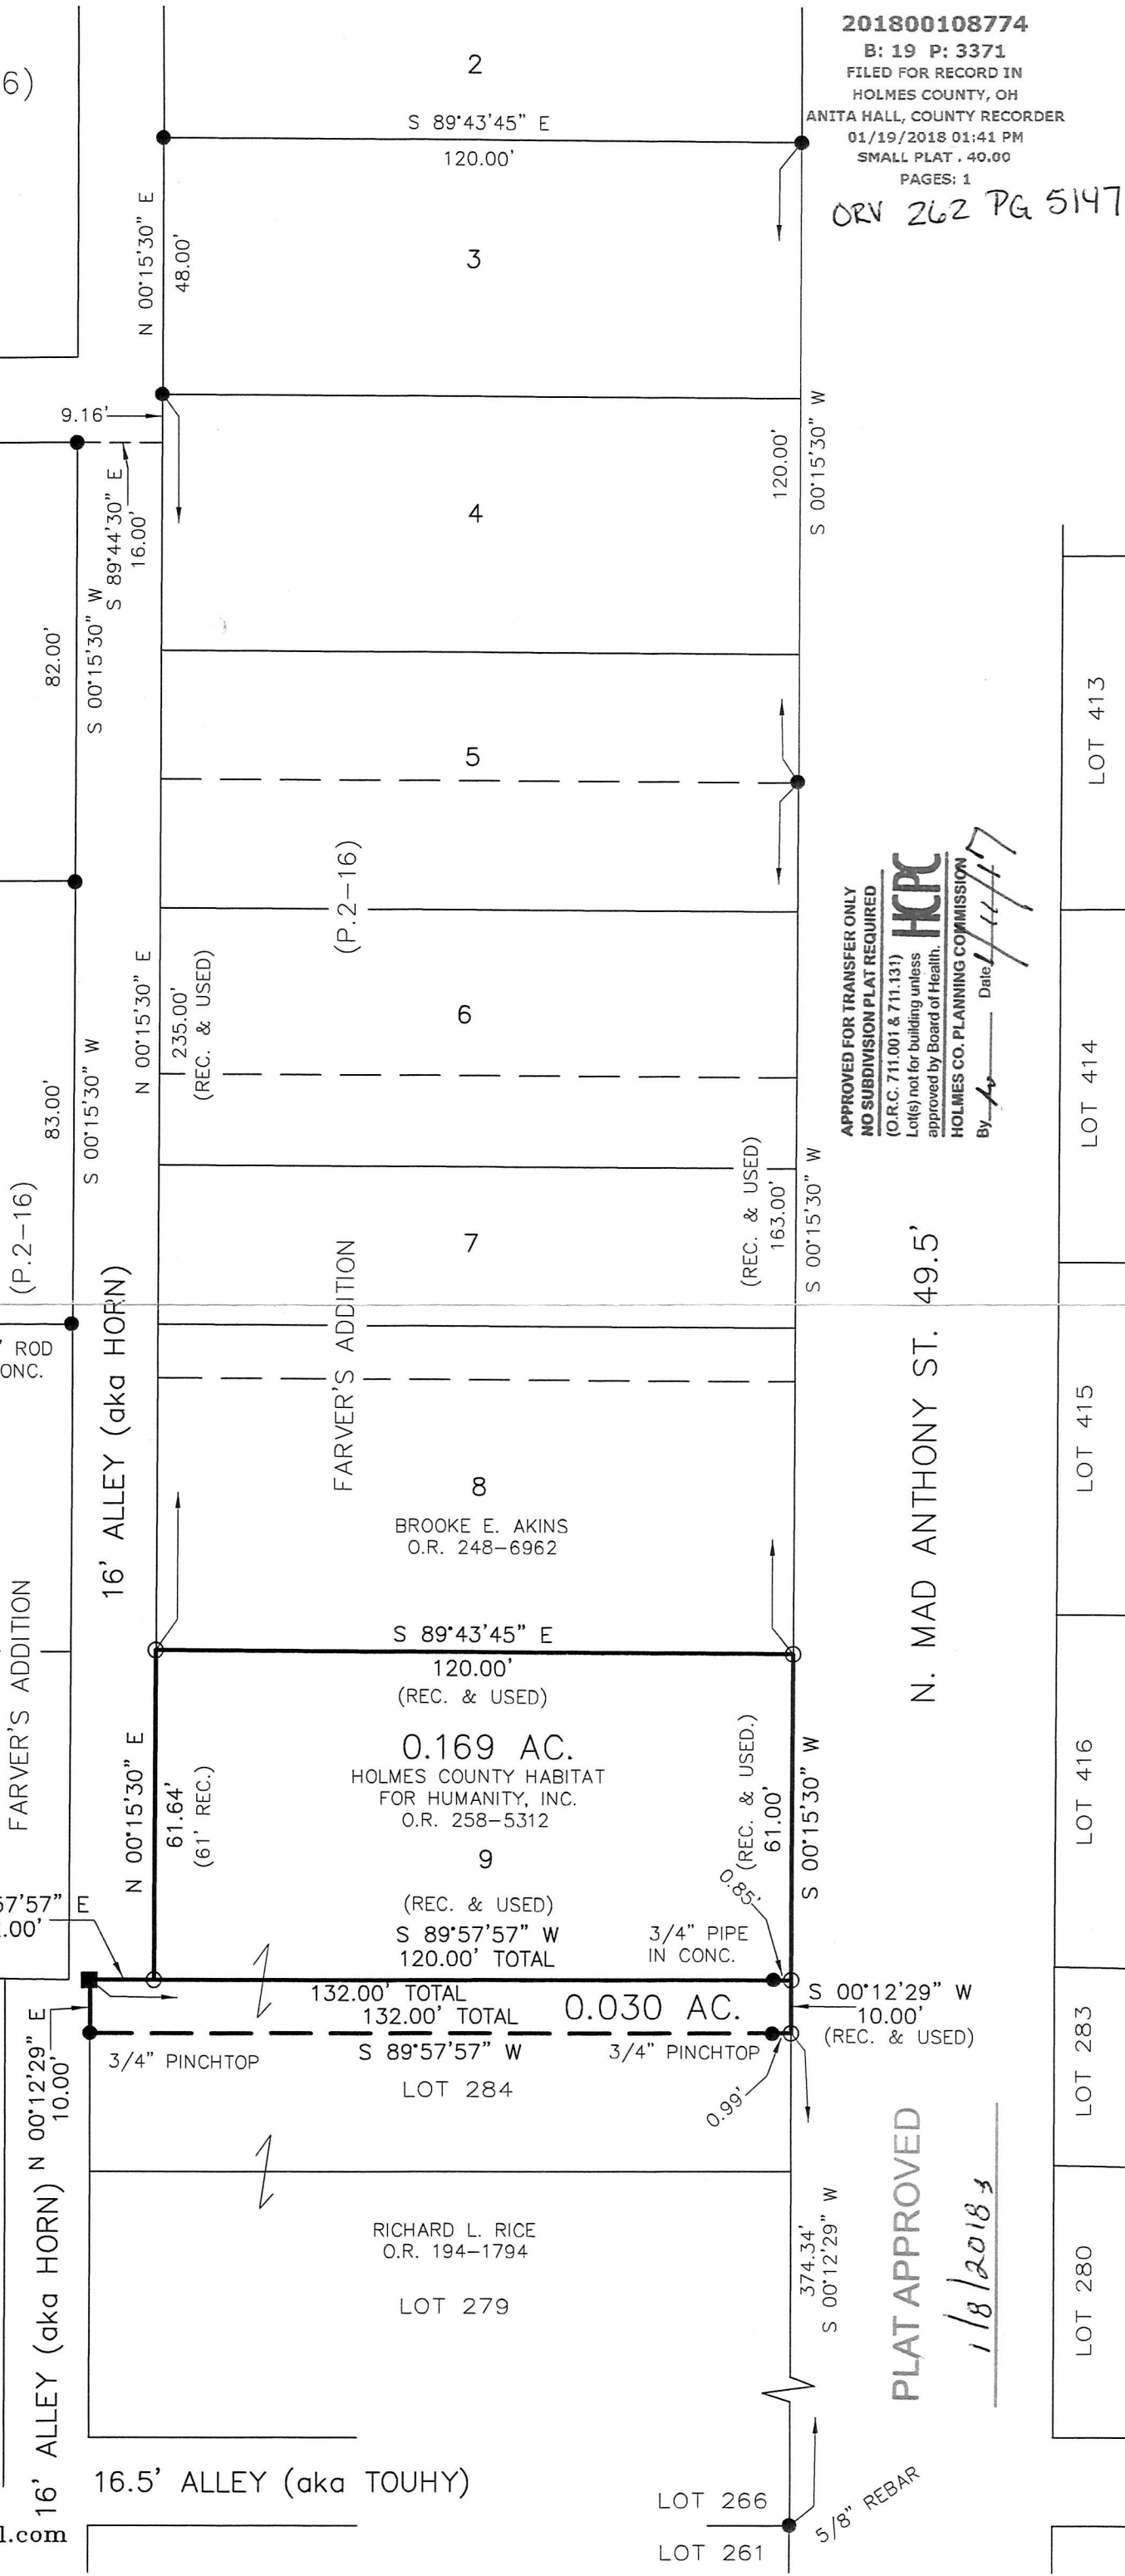 201800108774
B: 19 P: 3371
FILED FOR RECORD IN
HOLMES COUNTY, OH
ANITA HALL, COUNTY RECORDER
01/19/2018 01:41 PM
SMALL PLAT . 40.00
PAGES: 1
ORV 262 PG 5147
6)
2
S 89°43'45" E
120.00'
N 00°15'30" E
48.00'
3
9.16'
S 89°44'30" E
16.00'
82.00'
S 00°15'30" W
4
120.00'
S 00°15'30" W
LOT 413
5
(P.2-16)
N 00°15'30" E
235.00'
(REC. & USED)
6
83.00'
S 00°15'30" W
APPROVED FOR TRANSFER ONLY
NO SUBDIVISION PLAT REQUIRED
(O.R.C. 711.001 & 711.131)
Lot(s) not for building unless
approved by Board of Health.
HCPC
HOLMES CO. PLANNING COMMISSION
By Date
LOT 414
(P.2-16)
7
(REC. & USED)
163.00'
S 00°15'30" W
ROD
ONC.
16' ALLEY (aka HORN)
FARVER'S ADDITION
N. MAD ANTHONY ST. 49.5'
LOT 415
8
BROOKE E. AKINS
O.R. 248-6962
FARVER'S ADDITION
S 89°43'45" E
120.00'
(REC. & USED)
0.169 AC.
HOLMES COUNTY HABITAT
FOR HUMANITY, INC.
O.R. 258-5312
N 00°15'30" E
61.64'
(61' REC.)
(REC. & USED.)
61.00'
S 00°15'30" W
LOT 416
9
(REC. & USED)
S 89°57'57" W
120.00' TOTAL
0.85'
3/4" PIPE
IN CONC.
57'57" E
.00'
132.00' TOTAL
132.00' TOTAL
0.030 AC.
S 00°12'29" W
10.00'
(REC. & USED)
N 00°12'29" E
10.00'
3/4" PINCHTOP
S 89°57'57" W
3/4" PINCHTOP
LOT 284
0.99'
LOT 283
PLAT APPROVED
1/8/2018
RICHARD L. RICE
O.R. 194-1794
LOT 279
374.34'
S 00°12'29" W
LOT 280
16' ALLEY (aka HORN)
16.5' ALLEY (aka TOUHY)
LOT 266
5/8" REBAR
LOT 261
l.com